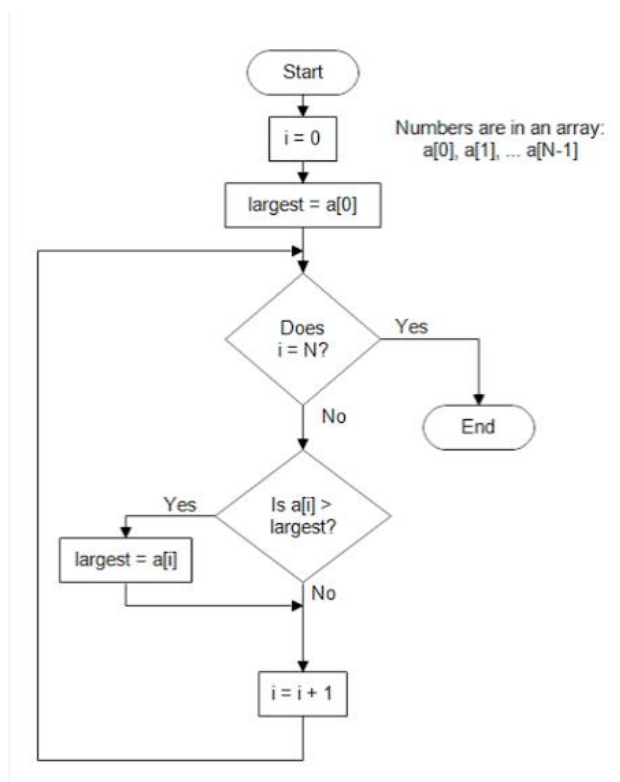 Start
i = 0
Numbers are in an array:
a[0], a[1], ... a[N-1]
largest = a[0]
Does
i = N?
Yes
End
No
Is a[i] >
largest?
Yes
largest = a[i]
No
i = i + 1